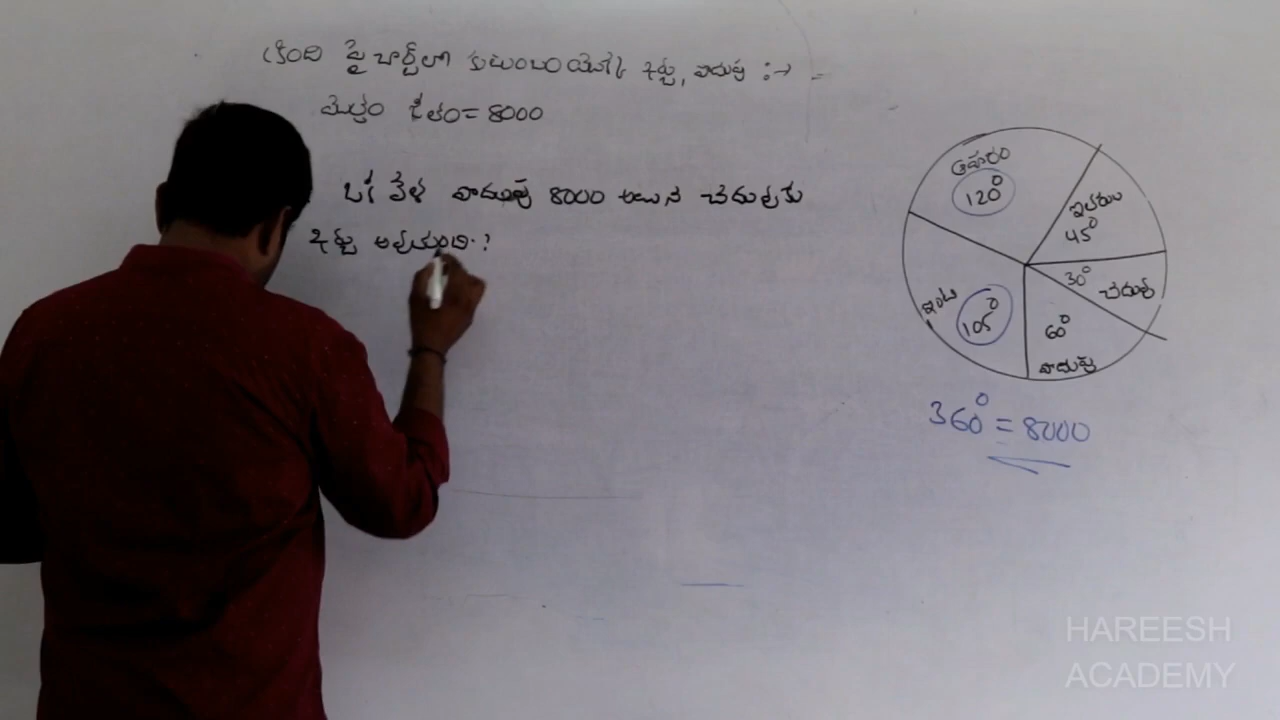 క్రింది పై చార్ట్‌లో కుటుంబం యొక్క ఖర్చు, పొదుపు :→
మొత్తం జీతం = 8000
ఒక వేళ పొదుపు 8000 అయిన చదువుకు
ఖర్చు అవుతుంది.?
ఆహారం
120°
ఇతరులు
45°
30° చదువు
60°
పొదుపు
ఇంటి
105°
360° = 8000
HAREESH
ACADEMY